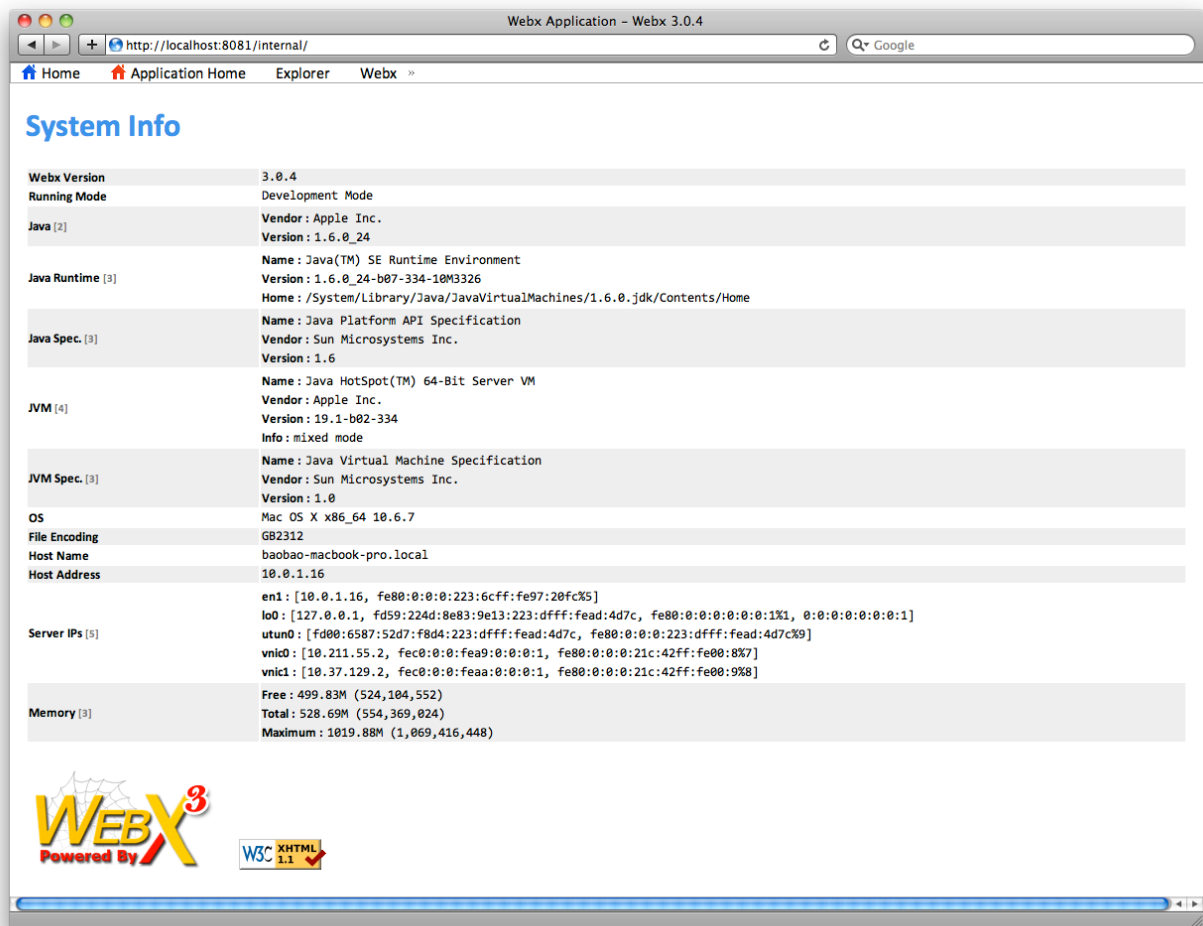 Webx Application – Webx 3.0.4
http://localhost:8081/internal/
Google
Home Application Home Explorer Webx »
System Info
Webx Version 3.0.4
Running Mode Development Mode
Java [2]
Vendor : Apple Inc.
Version : 1.6.0_24
Java Runtime [3]
Name : Java(TM) SE Runtime Environment
Version : 1.6.0_24-b07-334-10M3326
Home : /System/Library/Java/JavaVirtualMachines/1.6.0.jdk/Contents/Home
Java Spec. [3]
Name : Java Platform API Specification
Vendor : Sun Microsystems Inc.
Version : 1.6
JVM [4]
Name : Java HotSpot(TM) 64-Bit Server VM
Vendor : Apple Inc.
Version : 19.1-b02-334
Info : mixed mode
JVM Spec. [3]
Name : Java Virtual Machine Specification
Vendor : Sun Microsystems Inc.
Version : 1.0
OS Mac OS X x86_64 10.6.7
File Encoding GB2312
Host Name baobao-macbook-pro.local
Host Address 10.0.1.16
Server IPs [5]
en1 : [10.0.1.16, fe80:0:0:0:223:6cff:fe97:20fc%5]
lo0 : [127.0.0.1, fd59:224d:8e83:9e13:223:dfff:fead:4d7c, fe80:0:0:0:0:0:0:1%1, 0:0:0:0:0:0:0:1]
utun0 : [fd00:6587:52d7:f8d4:223:dfff:fead:4d7c, fe80:0:0:0:223:dfff:fead:4d7c%9]
vnic0 : [10.211.55.2, fec0:0:0:fea9:0:0:0:1, fe80:0:0:0:21c:42ff:fe00:8%7]
vnic1 : [10.37.129.2, fec0:0:0:feaa:0:0:0:1, fe80:0:0:0:21c:42ff:fe00:9%8]
Memory [3]
Free : 499.83M (524,104,552)
Total : 528.69M (554,369,024)
Maximum : 1019.88M (1,069,416,448)
WEBX 3
Powered By
W3C XHTML 1.1